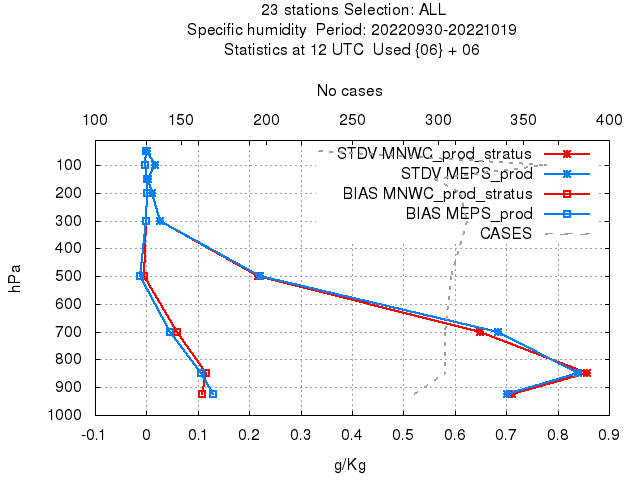 23 stations Selection: ALL
Specific humidity  Period: 20220930-20221019
Statistics at 12 UTC  Used {06} + 06
No cases
100 150 200 250 300 350 400
STDV MNWC_prod_stratus
STDV MEPS_prod
BIAS MNWC_prod_stratus
BIAS MEPS_prod
CASES
hPa
100
200
300
400
500
600
700
800
900
1000
-0.1 0 0.1 0.2 0.3 0.4 0.5 0.6 0.7 0.8 0.9
g/Kg